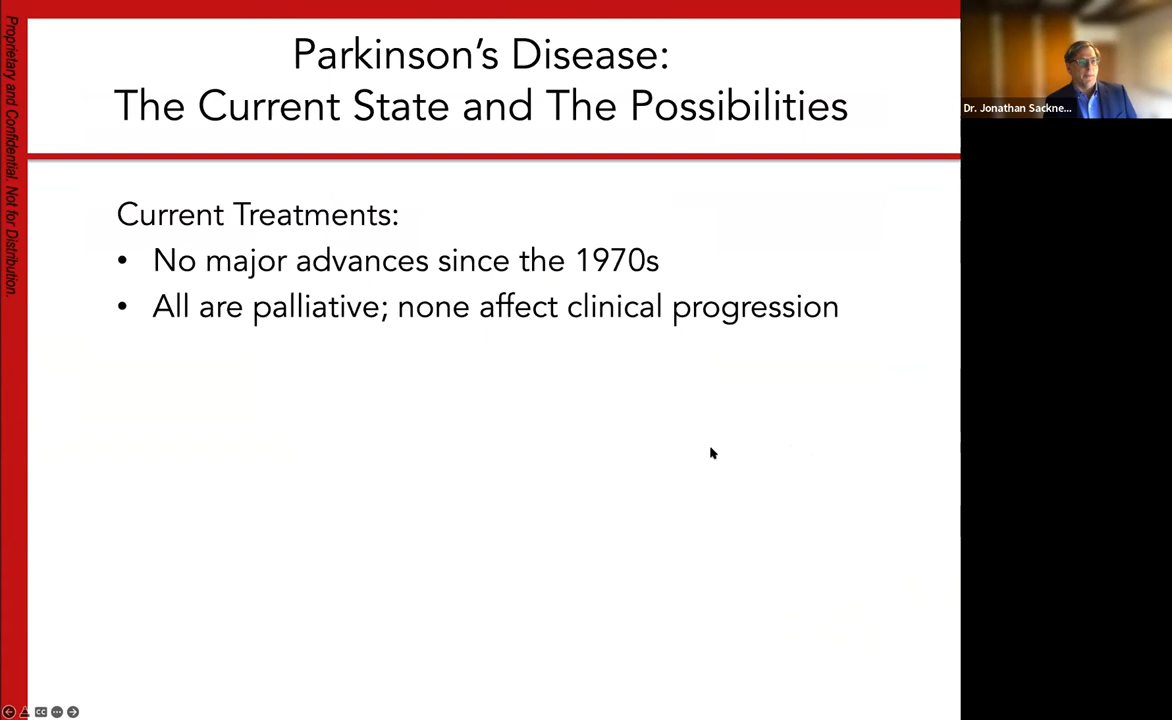 Parkinson’s Disease:
The Current State and The Possibilities
Current Treatments:
• No major advances since the 1970s
• All are palliative; none affect clinical progression
Proprietary and Confidential. Not for Distribution.
Dr. Jonathan Sackne...
CC